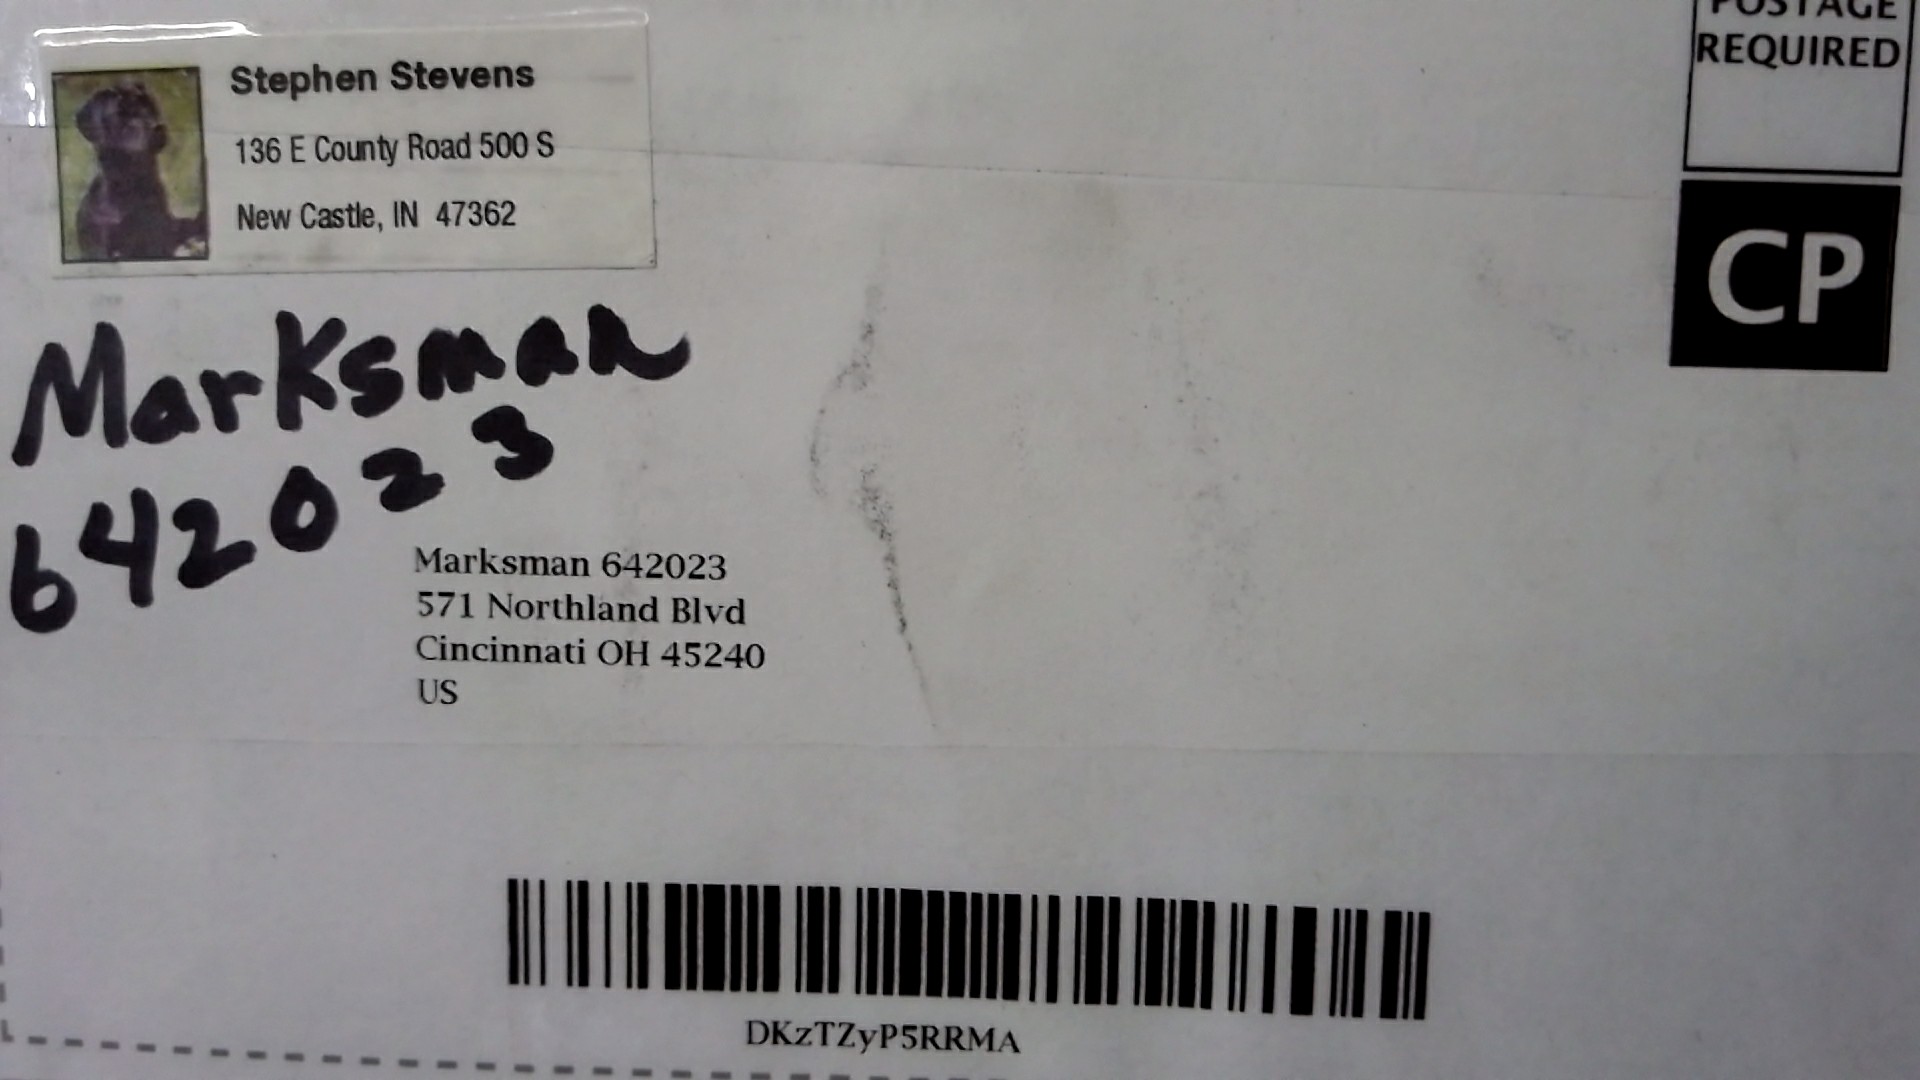 Stephen Stevens
136 E County Road 500 S
New Castle, IN 47362
POSTAGE
REQUIRED
CP
Marksman
642023
Marksman 642023
571 Northland Blvd
Cincinnati OH 45240
US
DKzTZyP5RRMA